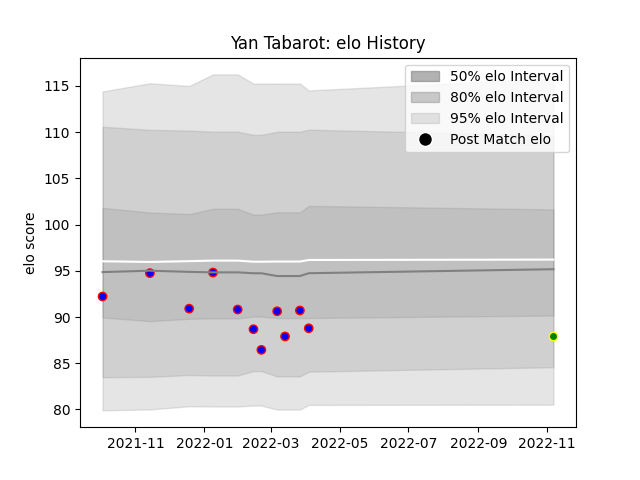 Yan Tabarot: elo History
50% elo Interval
80% elo Interval
95% elo Interval
Post Match elo
elo score
115
110
105
100
95
90
85
80
2021-11
2022-01
2022-03
2022-05
2022-07
2022-09
2022-11